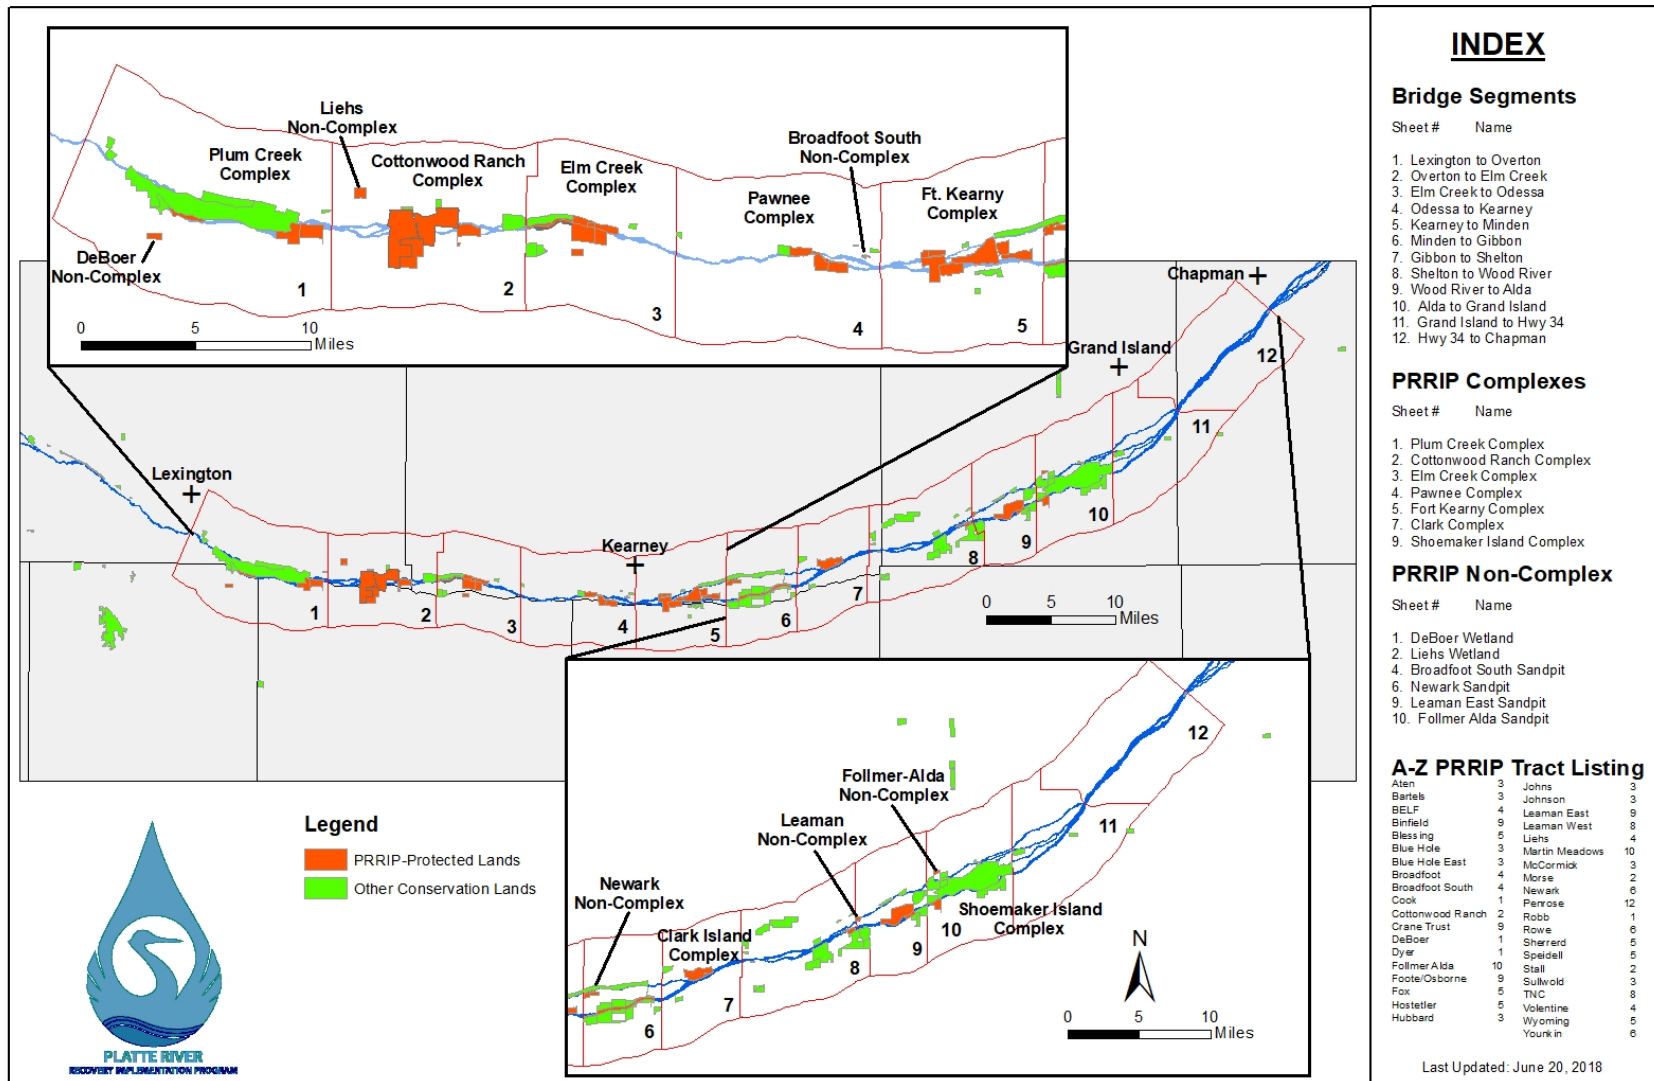 Liehs
Non-Complex
Plum Creek
Complex
Cottonwood Ranch
Complex
Elm Creek
Complex
Broadfoot South
Non-Complex
Pawnee
Complex
Ft. Kearny
Complex
DeBoer
Non-Complex
1
2
3
4
5
0 5 10
Miles
Chapman
Grand Island
Lexington
Kearney
1
2
3
4
5
6
7
8
9
10
11
12
0 5 10
Miles
Follmer-Alda
Non-Complex
Leaman
Non-Complex
Newark
Non-Complex
Clark Island
Complex
Shoemaker Island
Complex
6
7
8
9
10
11
12
N
0 5 10
Miles
Legend
PRRIP-Protected Lands
Other Conservation Lands
PLATTE RIVER
RECOVERY IMPLEMENTATION PROGRAM
INDEX
Bridge Segments
Sheet # Name
1. Lexington to Overton
2. Overton to Elm Creek
3. Elm Creek to Odessa
4. Odessa to Kearney
5. Kearney to Minden
6. Minden to Gibbon
7. Gibbon to Shelton
8. Shelton to Wood River
9. Wood River to Alda
10. Alda to Grand Island
11. Grand Island to Hwy 34
12. Hwy 34 to Chapman
PRRIP Complexes
Sheet # Name
1. Plum Creek Complex
2. Cottonwood Ranch Complex
3. Elm Creek Complex
4. Pawnee Complex
5. Fort Kearny Complex
7. Clark Complex
9. Shoemaker Island Complex
PRRIP Non-Complex
Sheet # Name
1. DeBoer Wetland
2. Liehs Wetland
4. Broadfoot South Sandpit
6. Newark Sandpit
9. Leaman East Sandpit
10. Follmer Alda Sandpit
A-Z PRRIP Tract Listing
Aten 3
Bartels 3
BELF 4
Binfield 9
Blessing 5
Blue Hole 3
Blue Hole East 3
Broadfoot 4
Broadfoot South 4
Cook 1
Cottonwood Ranch 2
Crane Trust 9
DeBoer 1
Dyer 1
Follmer Alda 10
Foote/Osborne 9
Fox 5
Hostetler 5
Hubbard 3
Johns 3
Johnson 3
Leaman East 9
Leaman West 8
Liehs 4
Martin Meadows 10
McCormick 3
Morse 2
Newark 6
Penrose 12
Robb 1
Rowe 6
Sherrerd 5
Speidell 5
Stall 2
Sullwold 3
TNC 8
Volentine 4
Wyoming 5
Younkin 6
Last Updated: June 20, 2018